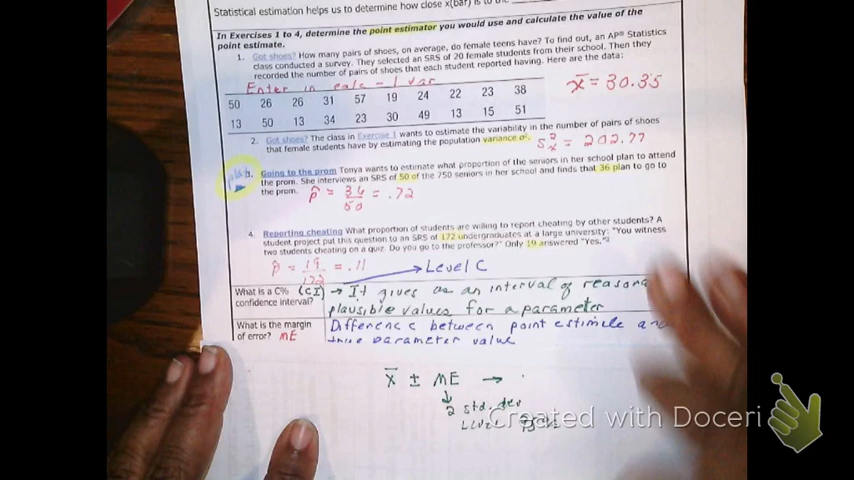 Statistical estimation helps us to determine how close x(bar) is to the
In Exercises 1 to 4, determine the point estimator you would use and calculate the value of the
point estimate.
1. Got shoes? How many pairs of shoes, on average, do female teens have? To find out, an AP® Statistics
class conducted a survey. They selected an SRS of 20 female students from their school. Then they
recorded the number of pairs of shoes that each student reported having. Here are the data:
Enter in calc - 1 Var
x̄ = 30.35
50 26 26 31 57 19 24 22 23 38
13 50 13 34 23 30 49 13 15 51
2. Got shoes? The class in Exercise 1 wants to estimate the variability in the number of pairs of shoes
that female students have by estimating the population variance σ².
s²x = 202.77
3. Going to the prom Tonya wants to estimate what proportion of the seniors in her school plan to attend
the prom. She interviews an SRS of 50 of the 750 seniors in her school and finds that 36 plan to go to
the prom.
p̂ = 36/50 = .72
4. Reporting cheating What proportion of students are willing to report cheating by other students? A
student project put this question to an SRS of 172 undergraduates at a large university: "You witness
two students cheating on a quiz. Do you go to the professor?" Only 19 answered "Yes."
p̂ = 19/172 = .11
→ Level C
What is a C% (CI) → It gives as an interval of
confidence interval? plausible values for a parameter
What is the margin Difference between point estimate and
of error? ME true parameter value
x̄ ± ME →
↓
2 std. dev
95%
Created with Doceri